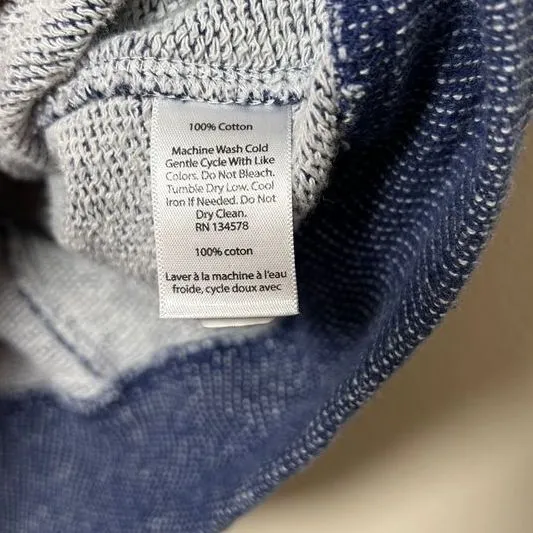 100% Cotton
Machine Wash Cold
Gentle Cycle With Like
Colors. Do Not Bleach.
Tumble Dry Low. Cool
Iron If Needed. Do Not
Dry Clean.
RN 134578
100% coton
Laver à la machine à l'eau
froide, cycle doux avec